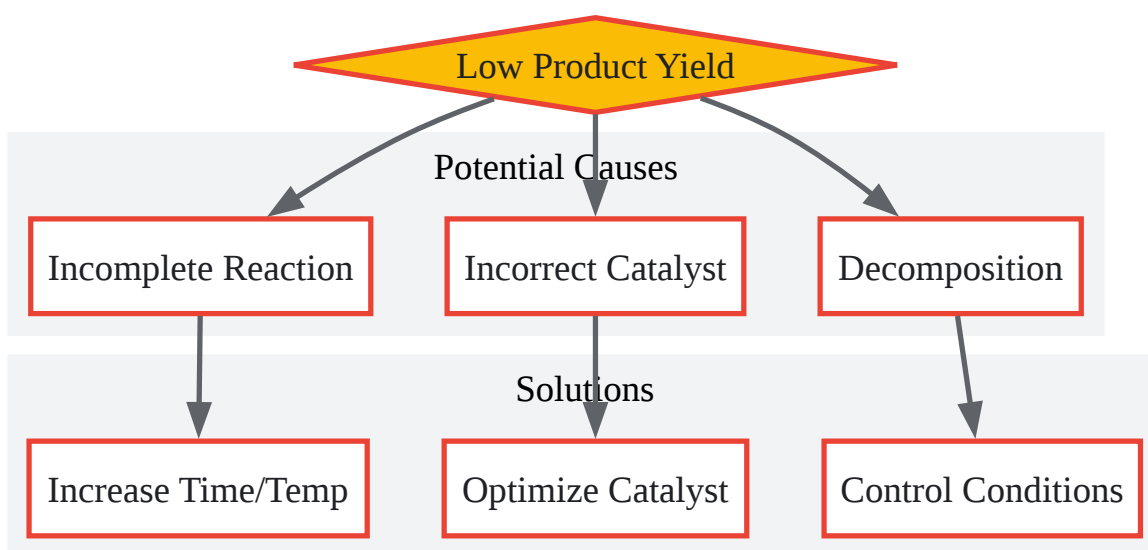 Low Product Yield
Potential Causes
Incomplete Reaction
Incorrect Catalyst
Decomposition
Solutions
Increase Time/Temp
Optimize Catalyst
Control Conditions